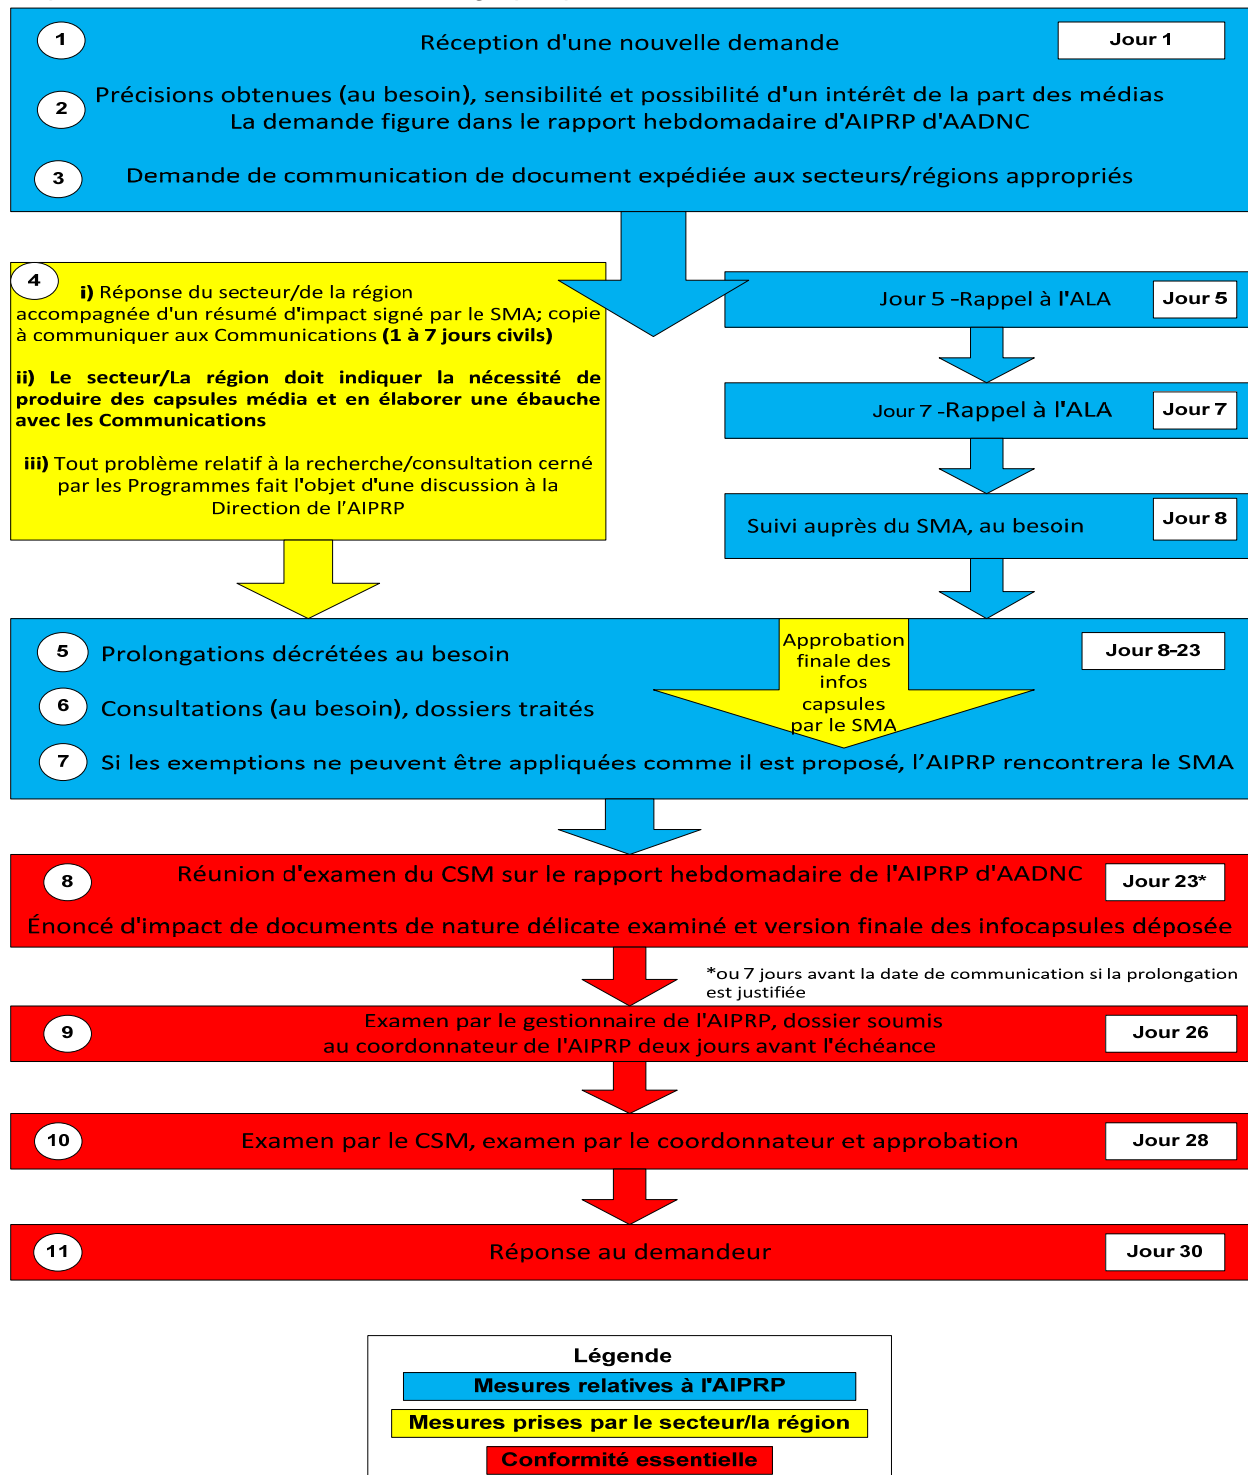 1
Réception d'une nouvelle demande
Jour 1
2
Précisions obtenues (au besoin), sensibilité et possibilité d'un intérêt de la part des médias
La demande figure dans le rapport hebdomadaire d'AIPRP d'AADNC
3
Demande de communication de document expédiée aux secteurs/régions appropriés
4
i) Réponse du secteur/de la région
accompagnée d'un résumé d'impact signé par le SMA; copie
à communiquer aux Communications (1 à 7 jours civils)
ii) Le secteur/La région doit indiquer la nécessité de
produire des capsules média et en élaborer une ébauche
avec les Communications
iii) Tout problème relatif à la recherche/consultation cerné
par les Programmes fait l'objet d'une discussion à la
Direction de l'AIPRP
Jour 5 -Rappel à l'ALA
Jour 5
Jour 7 -Rappel à l'ALA
Jour 7
Suivi auprès du SMA, au besoin
Jour 8
5
Prolongations décrétées au besoin
Jour 8-23
6
Consultations (au besoin), dossiers traités
Approbation
finale des
infos
capsules
par le SMA
7
Si les exemptions ne peuvent être appliquées comme il est proposé, l'AIPRP rencontrera le SMA
8
Réunion d'examen du CSM sur le rapport hebdomadaire de l'AIPRP d'AADNC
Jour 23*
Énoncé d'impact de documents de nature délicate examiné et version finale des infocapsules déposée
*ou 7 jours avant la date de communication si la prolongation
est justifiée
9
Examen par le gestionnaire de l'AIPRP, dossier soumis
au coordonnateur de l'AIPRP deux jours avant l'échéance
Jour 26
10
Examen par le CSM, examen par le coordonnateur et approbation
Jour 28
11
Réponse au demandeur
Jour 30
Légende
Mesures relatives à l'AIPRP
Mesures prises par le secteur/la région
Conformité essentielle